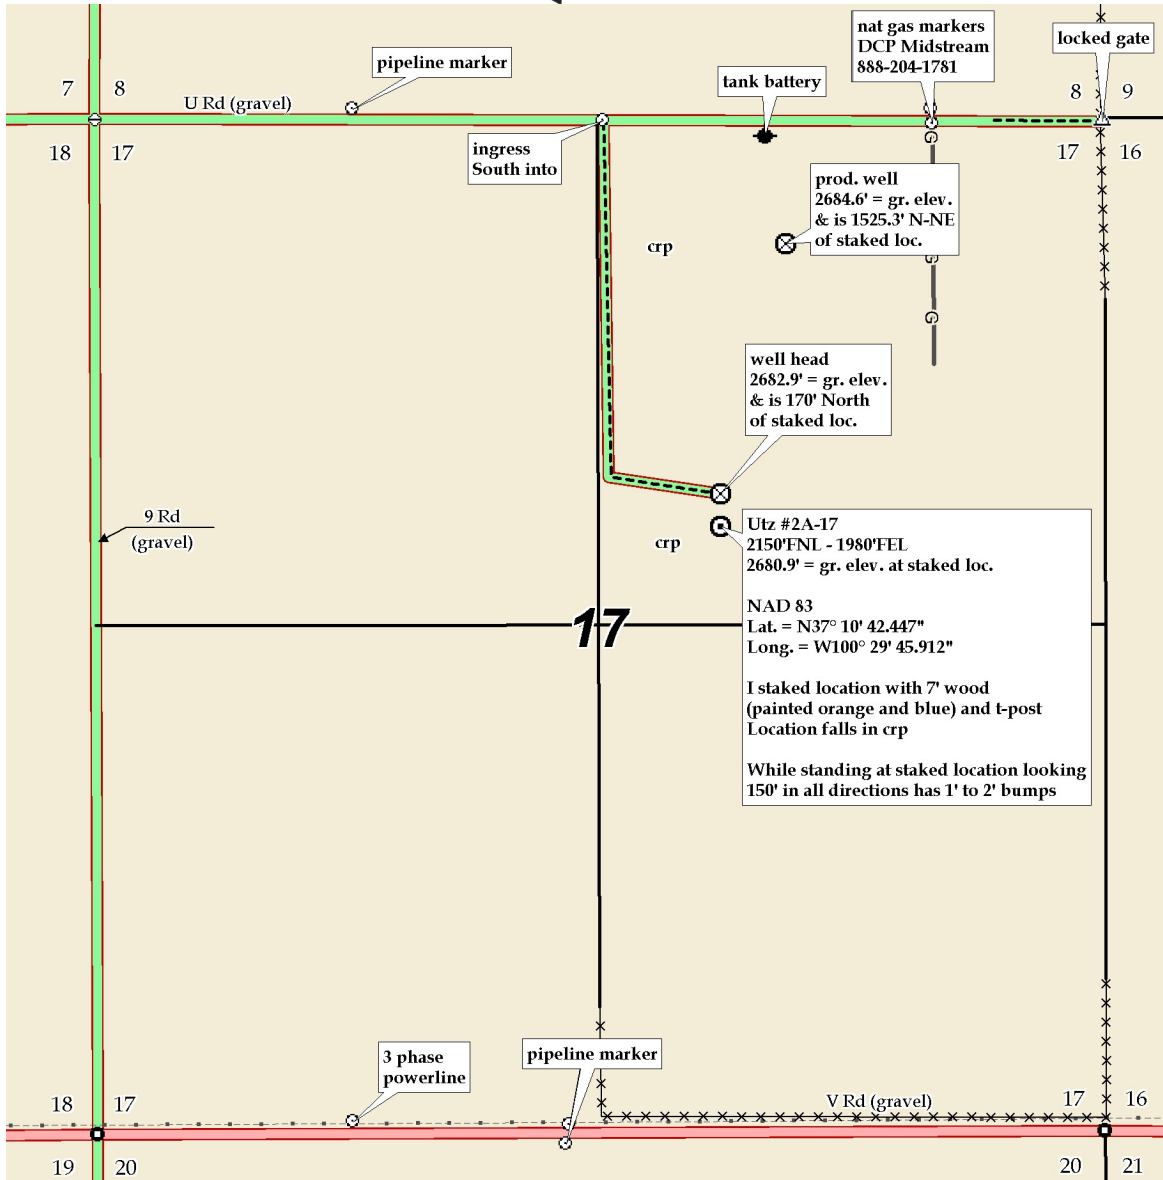 nat gas markers
DCP Midstream
888-204-1781
locked gate
pipeline marker
tank battery
7 8
8 9
U Rd (gravel)
18 17
17 16
ingress
South into
G
prod. well
2684.6' = gr. elev.
& is 1525.3' N-NE
of staked loc.
crp
G
G
well head
2682.9' = gr. elev.
& is 170' North
of staked loc.
9 Rd
(gravel)
crp
Utz #2A-17
2150'FNL - 1980'FEL
2680.9' = gr. elev. at staked loc.
NAD 83
Lat. = N37° 10' 42.447"
Long. = W100° 29' 45.912"
I staked location with 7' wood
(painted orange and blue) and t-post
Location falls in crp
While standing at staked location looking
150' in all directions has 1' to 2' bumps
17
3 phase
powerline
pipeline marker
V Rd (gravel)
18 17
17 16
19 20
20 21